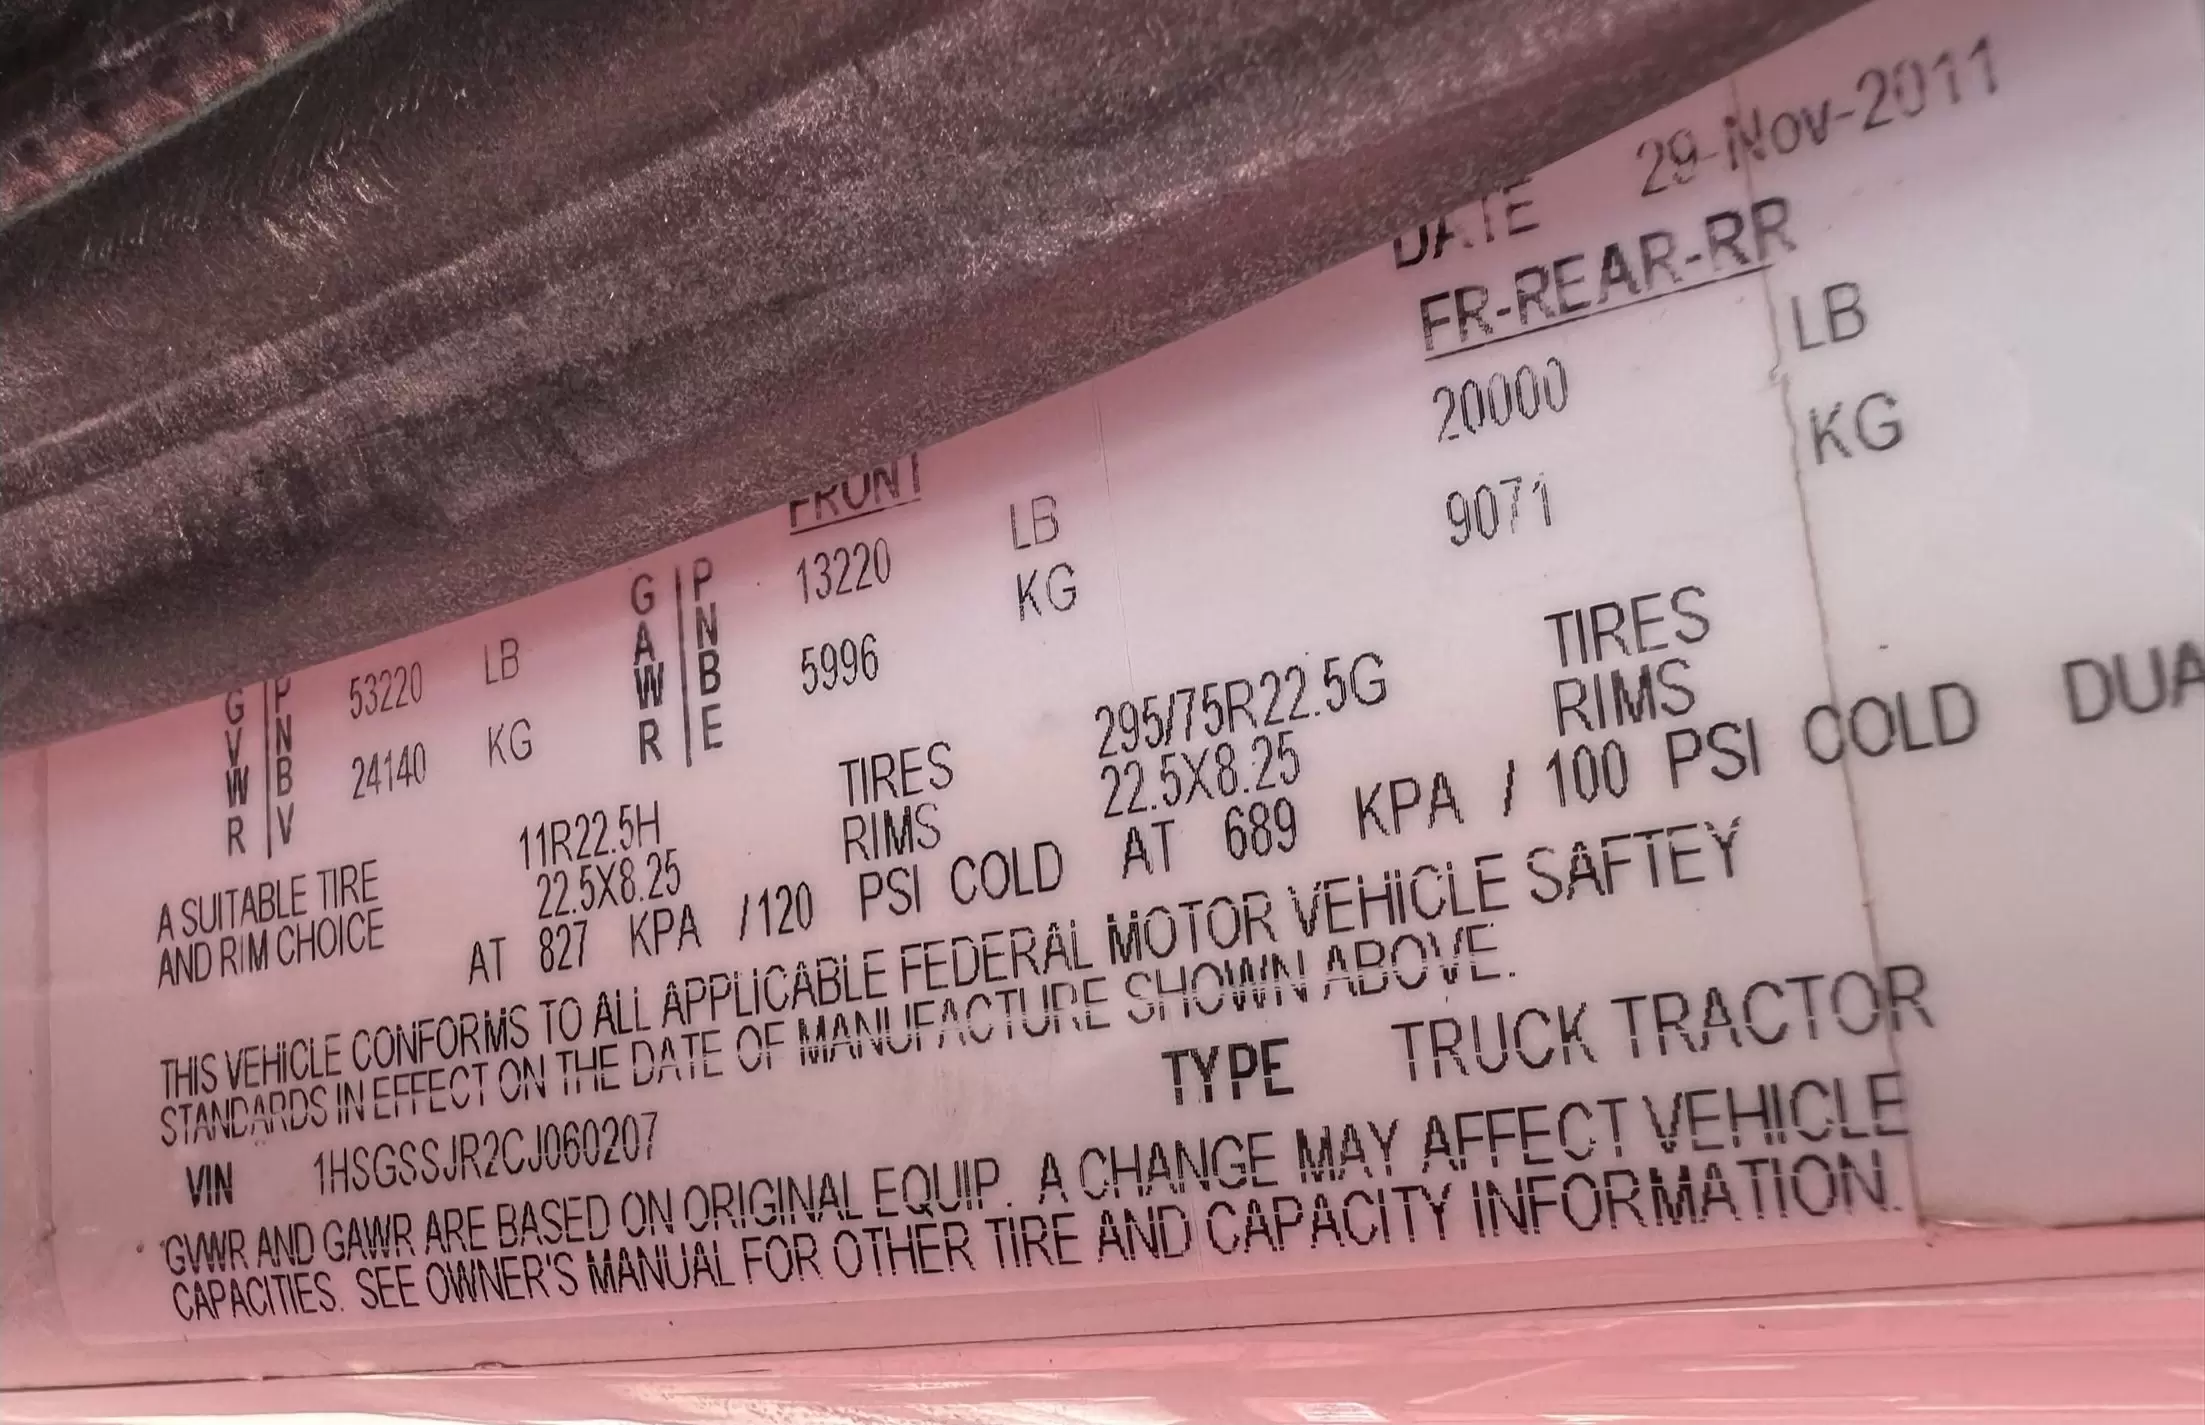 DATE 29-Nov-2011
FRONT FR-REAR-RR
G P 53220 LB G P 13220 LB 20000 LB
V N A N
W B 24140 KG W B 5996 KG 9071 KG
R V R E
A SUITABLE TIRE 11R22.5H TIRES 295/75R22.5G TIRES
AND RIM CHOICE 22.5X8.25 RIMS 22.5X8.25 RIMS
AT 827 KPA /120 PSI COLD AT 689 KPA / 100 PSI COLD DUA
THIS VEHICLE CONFORMS TO ALL APPLICABLE FEDERAL MOTOR VEHICLE SAFTEY
STANDARDS IN EFFECT ON THE DATE OF MANUFACTURE SHOWN ABOVE.
VIN 1HSGSSJR2CJ060207 TYPE TRUCK TRACTOR
GVWR AND GAWR ARE BASED ON ORIGINAL EQUIP. A CHANGE MAY AFFECT VEHICLE
CAPACITIES. SEE OWNER'S MANUAL FOR OTHER TIRE AND CAPACITY INFORMATION.